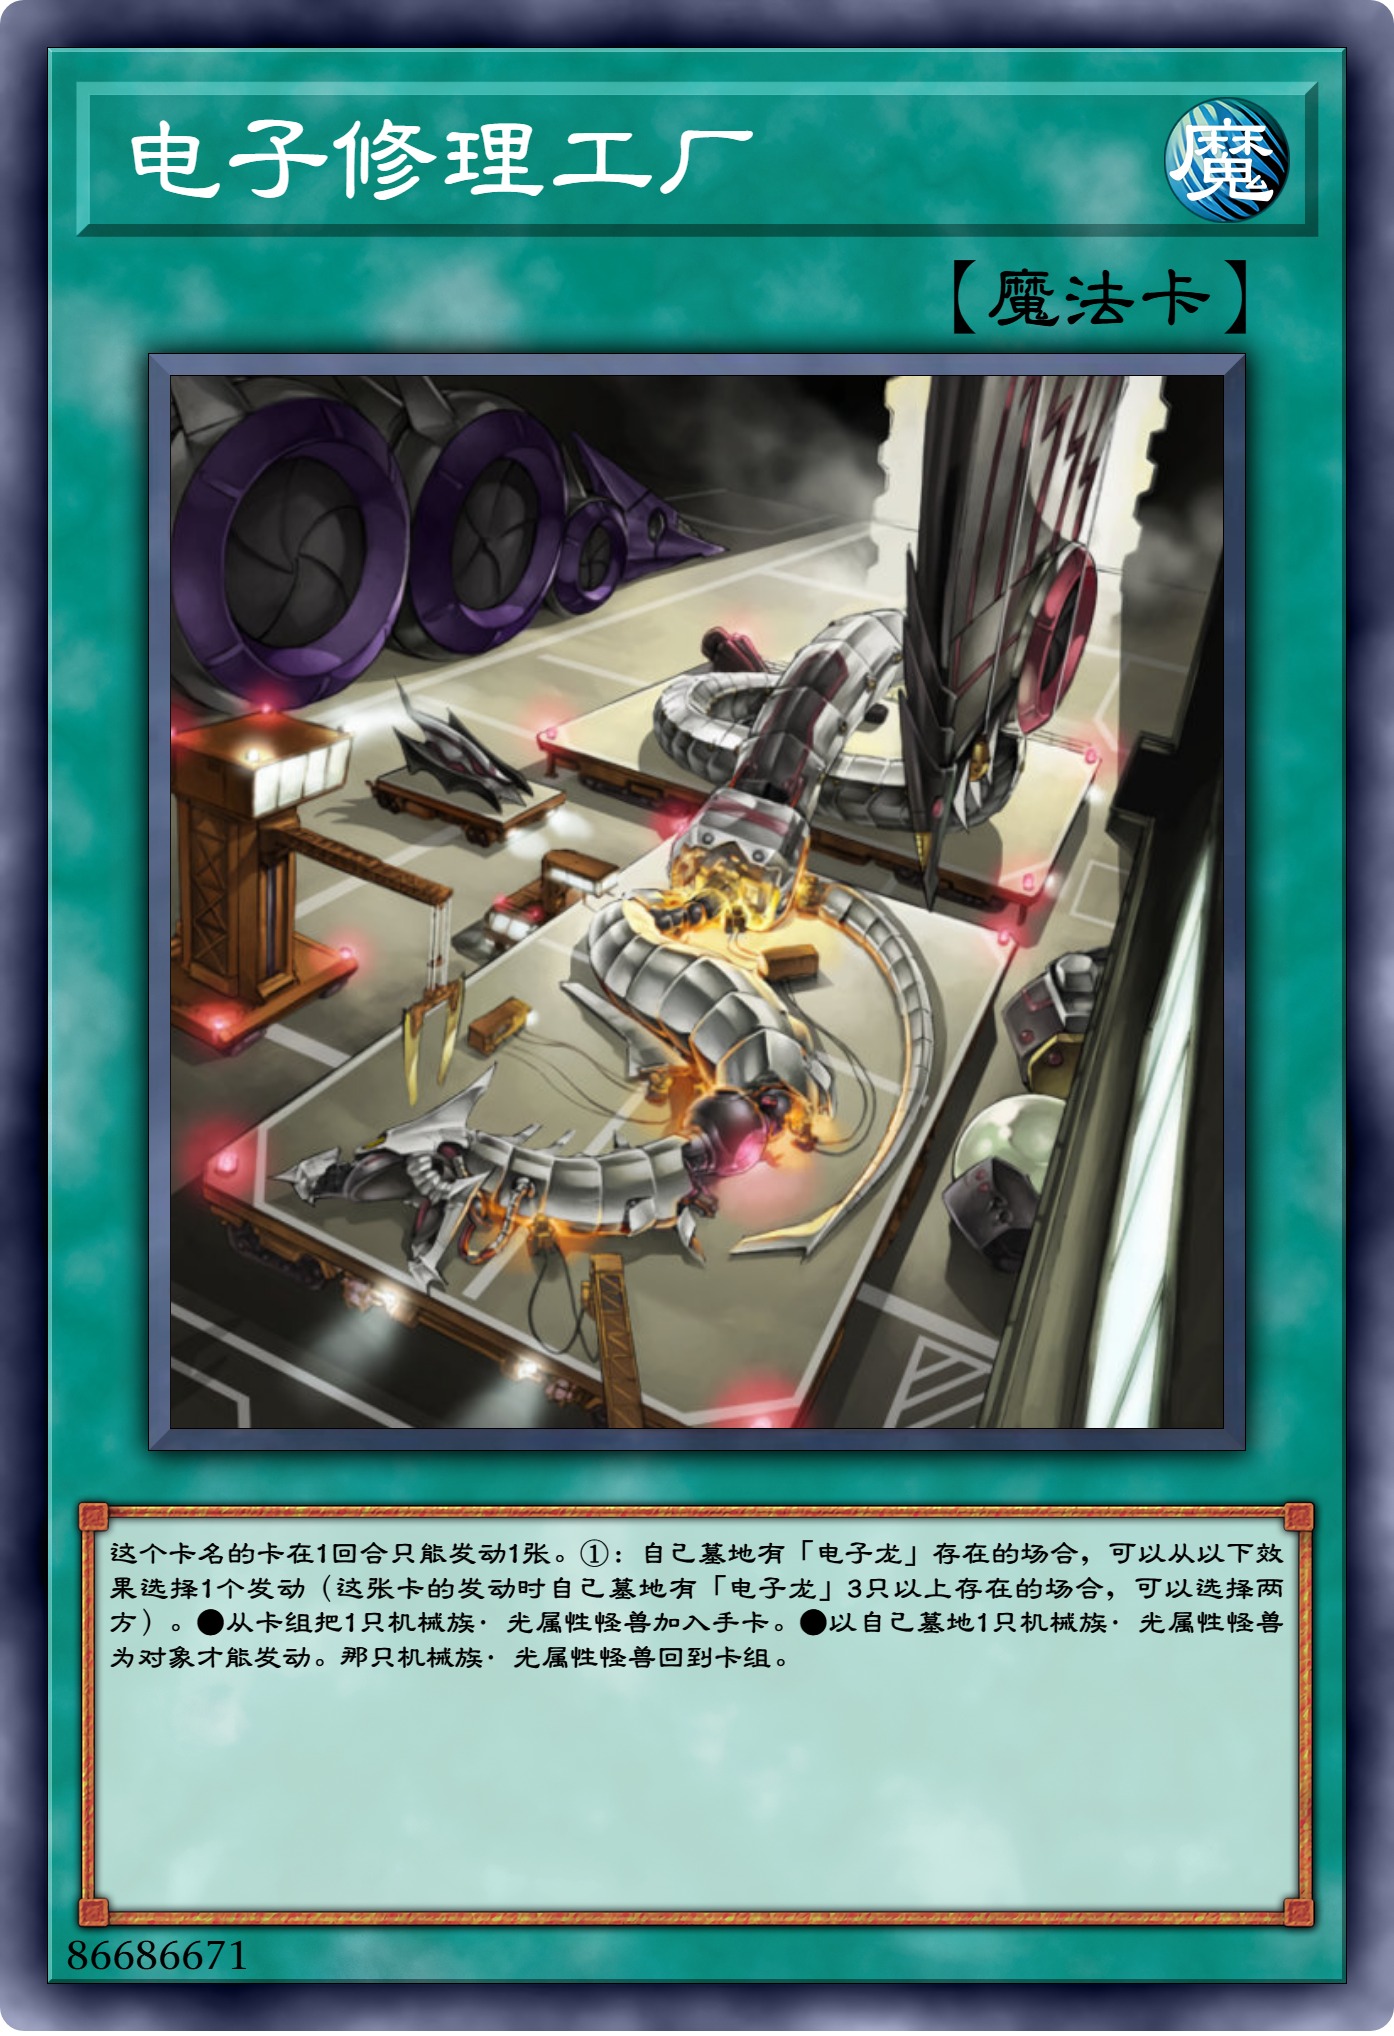 电子修理工厂
魔
【魔法卡】
这个卡名的卡在1回合只能发动1张。①：自己墓地有「电子龙」存在的场合，可以从以下效
果选择1个发动（这张卡的发动时自己墓地有「电子龙」3只以上存在的场合，可以选择两
方）。●从卡组把1只机械族·光属性怪兽加入手卡。●以自己墓地1只机械族·光属性怪兽
为对象才能发动。那只机械族·光属性怪兽回到卡组。
86686671